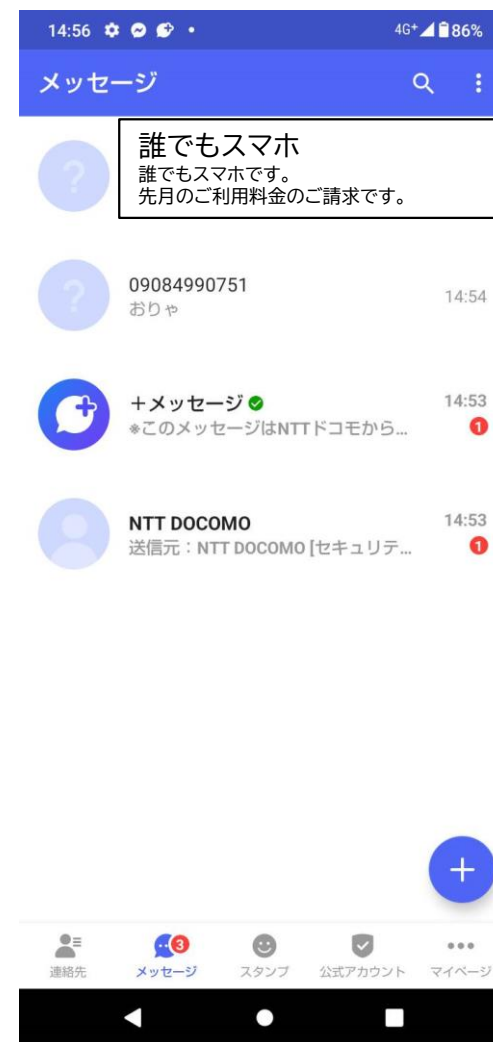 14:56 4G+ 86%
メッセージ
誰でもスマホ
誰でもスマホです。
先月のご利用料金のご請求です。
09084990751 14:54
おりゃ
+メッセージ 14:53
※このメッセージはNTTドコモから... 1
NTT DOCOMO 14:53
送信元:NTT DOCOMO [セキュリテ... 1
3
連絡先 メッセージ スタンプ 公式アカウント マイページ